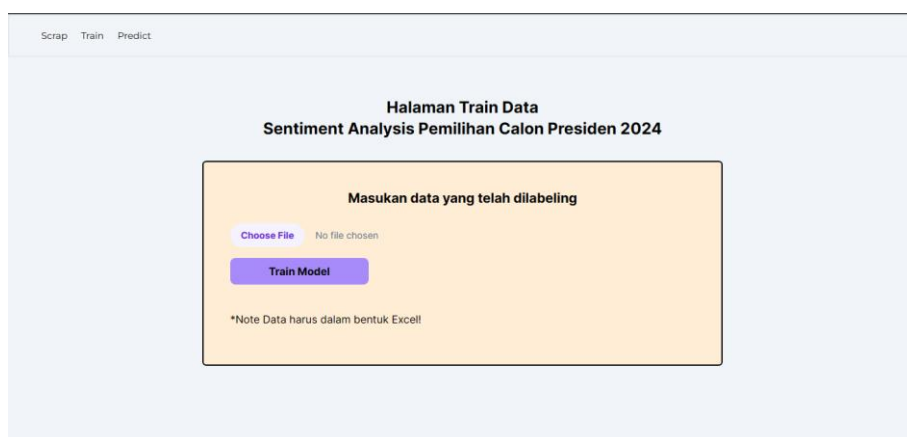 Scrap Train Predict
Halaman Train Data
Sentiment Analysis Pemilihan Calon Presiden 2024
Masukan data yang telah dilabeling
Choose File No file chosen
Train Model
*Note Data harus dalam bentuk Excel!